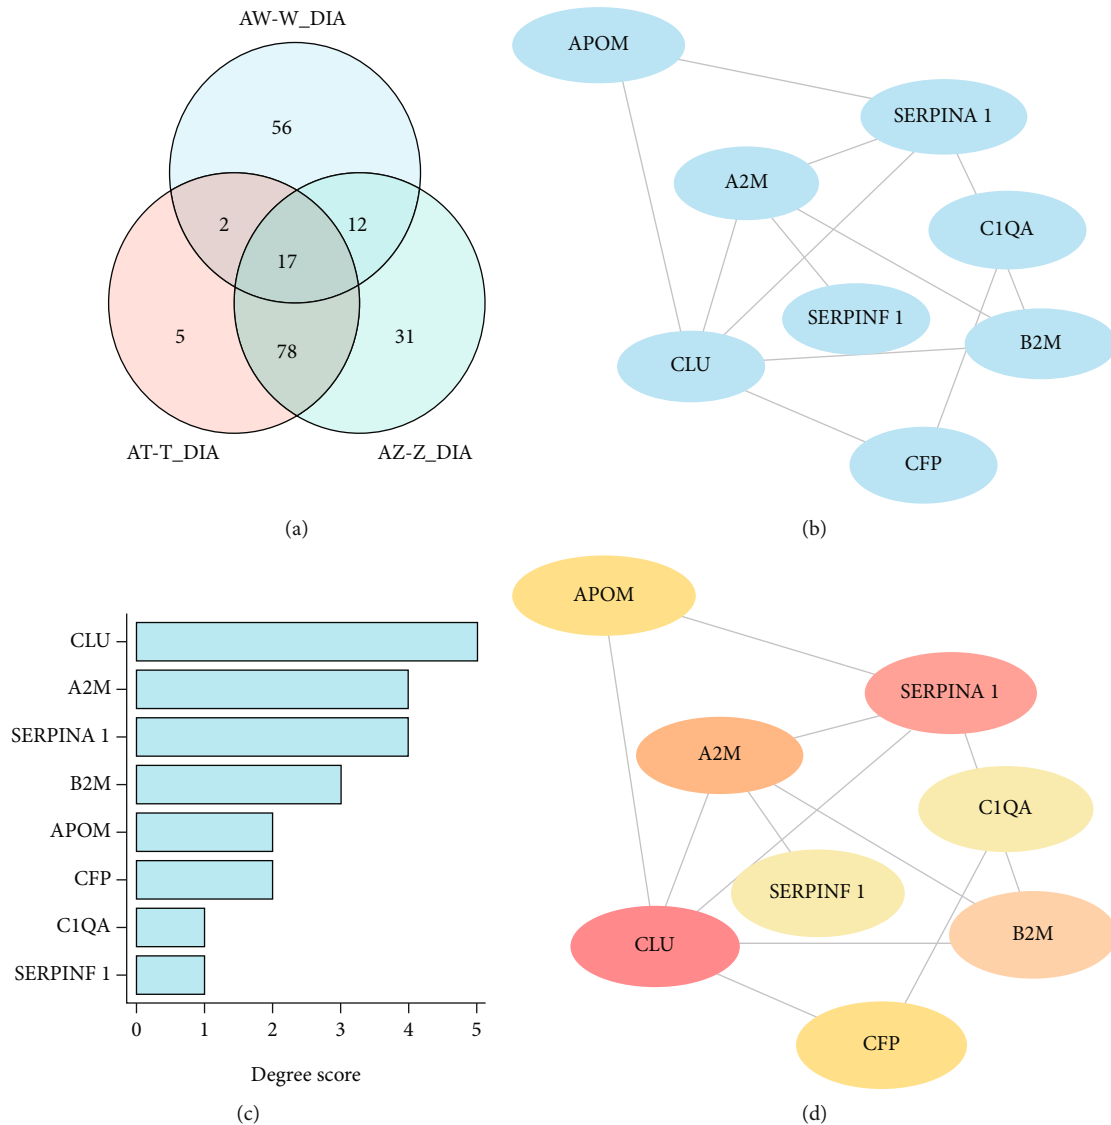 AW-W_DIA
56
2
12
17
5
78
31
AT-T_DIA
AZ-Z_DIA
(a)
APOM
SERPINA 1
A2M
C1QA
SERPINF 1
B2M
CLU
CFP
(b)
CLU
A2M
SERPINA 1
B2M
APOM
CFP
C1QA
SERPINF 1
0 1 2 3 4 5
Degree score
(c)
APOM
SERPINA 1
A2M
C1QA
SERPINF 1
B2M
CLU
CFP
(d)